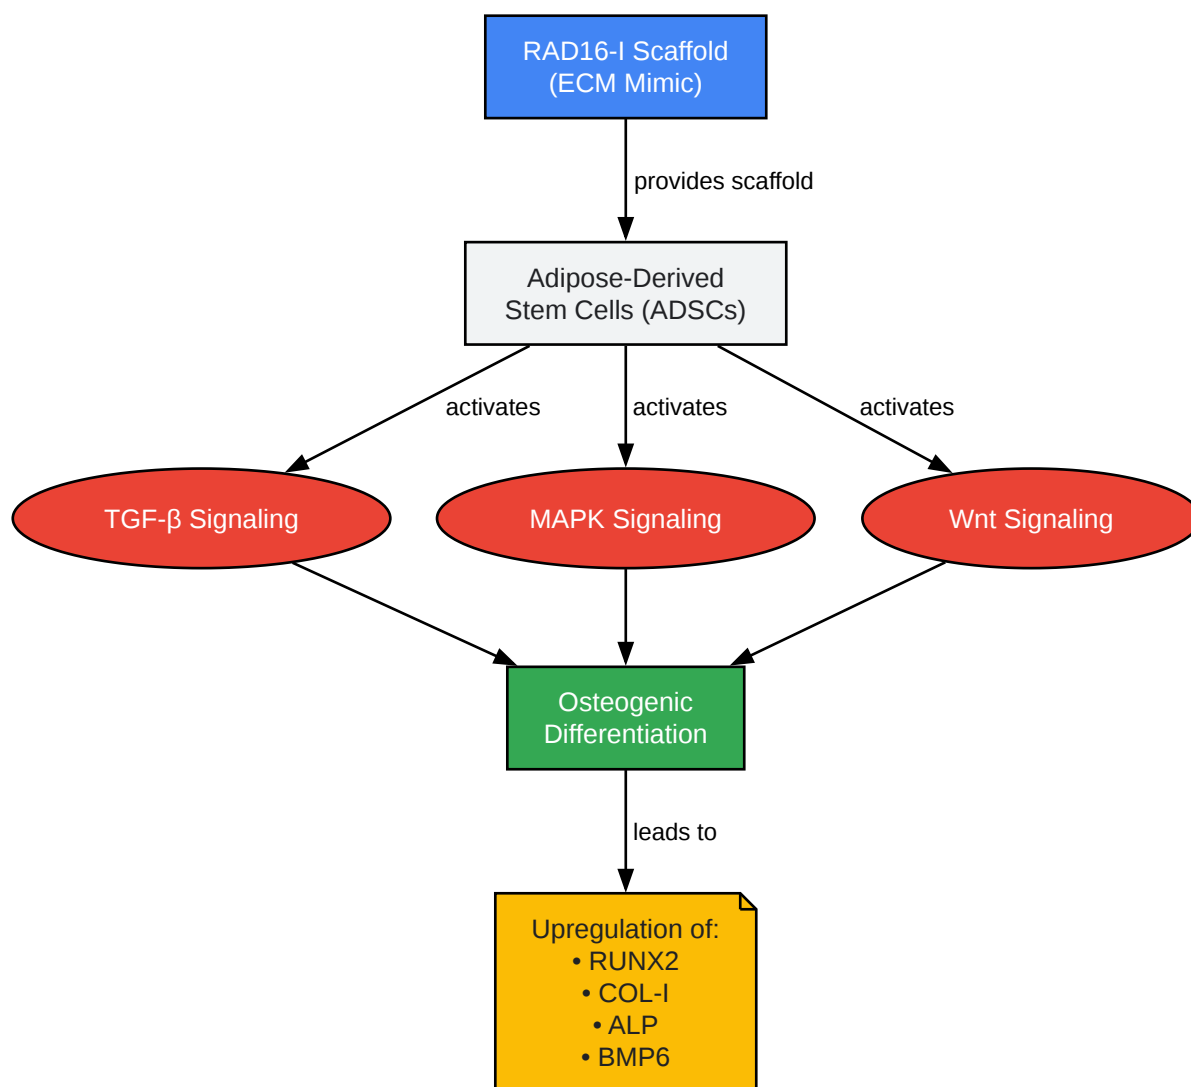 RAD16-I Scaffold
(ECM Mimic)
provides scaffold
Adipose-Derived
Stem Cells (ADSCs)
activates
activates
activates
TGF-β Signaling
MAPK Signaling
Wnt Signaling
Osteogenic
Differentiation
leads to
Upregulation of:
• RUNX2
• COL-I
• ALP
• BMP6